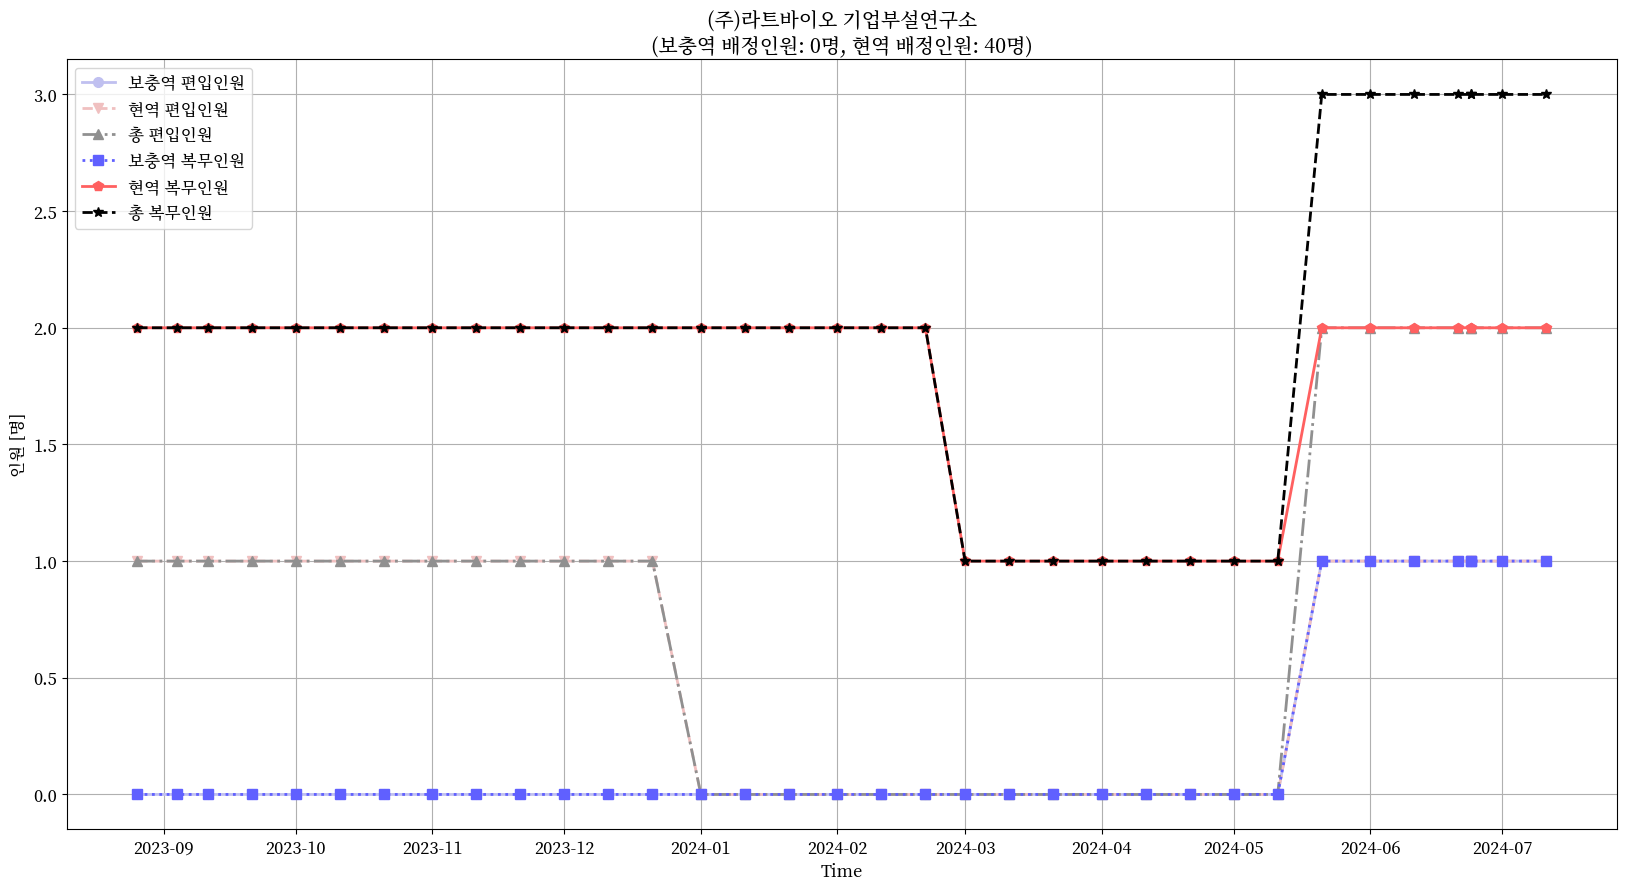 (주)라트바이오 기업부설연구소
(보충역 배정인원: 0명, 현역 배정인원: 40명)
보충역 편입인원
현역 편입인원
총 편입인원
보충역 복무인원
현역 복무인원
총 복무인원
3.0
2.5
2.0
1.5
1.0
0.5
0.0
인원 [명]
2023-09
2023-10
2023-11
2023-12
2024-01
2024-02
2024-03
2024-04
2024-05
2024-06
2024-07
Time